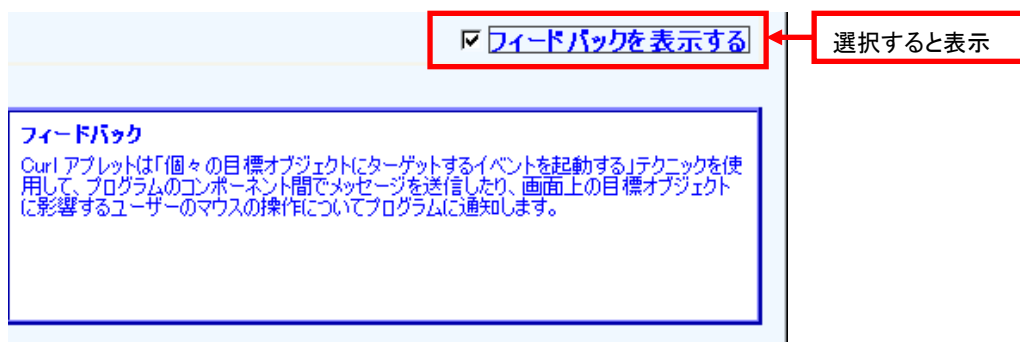 フィードバックを表示する
選択すると表示
フィードバック
Curl アプレットは「個々の目標オブジェクトにターゲットするイベントを起動する」テクニックを使
用して、プログラムのコンポーネント間でメッセージを送信したり、画面上の目標オブジェクト
に影響するユーザーのマウスの操作についてプログラムに通知します。